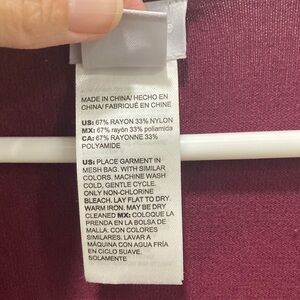 MADE IN CHINA/ HECHO EN
CHINA/ FABRIQUÉ EN CHINE
US: 67% RAYON 33% NYLON
MX: 67% rayón 33% poliamida
CA: 67% RAYONNE 33%
POLYAMIDE
US: PLACE GARMENT IN
MESH BAG. WITH SIMILAR
COLORS. MACHINE WASH
COLD, GENTLE CYCLE.
ONLY NON-CHLORINE
BLEACH. LAY FLAT TO DRY.
WARM IRON. MAY BE DRY
CLEANED MX: COLOQUE LA
PRENDA EN LA BOLSA DE
MALLA. CON COLORES
SIMILARES. LAVAR A
MÁQUINA CON AGUA FRÍA
EN CICLO SUAVE.
SOLAMENTE